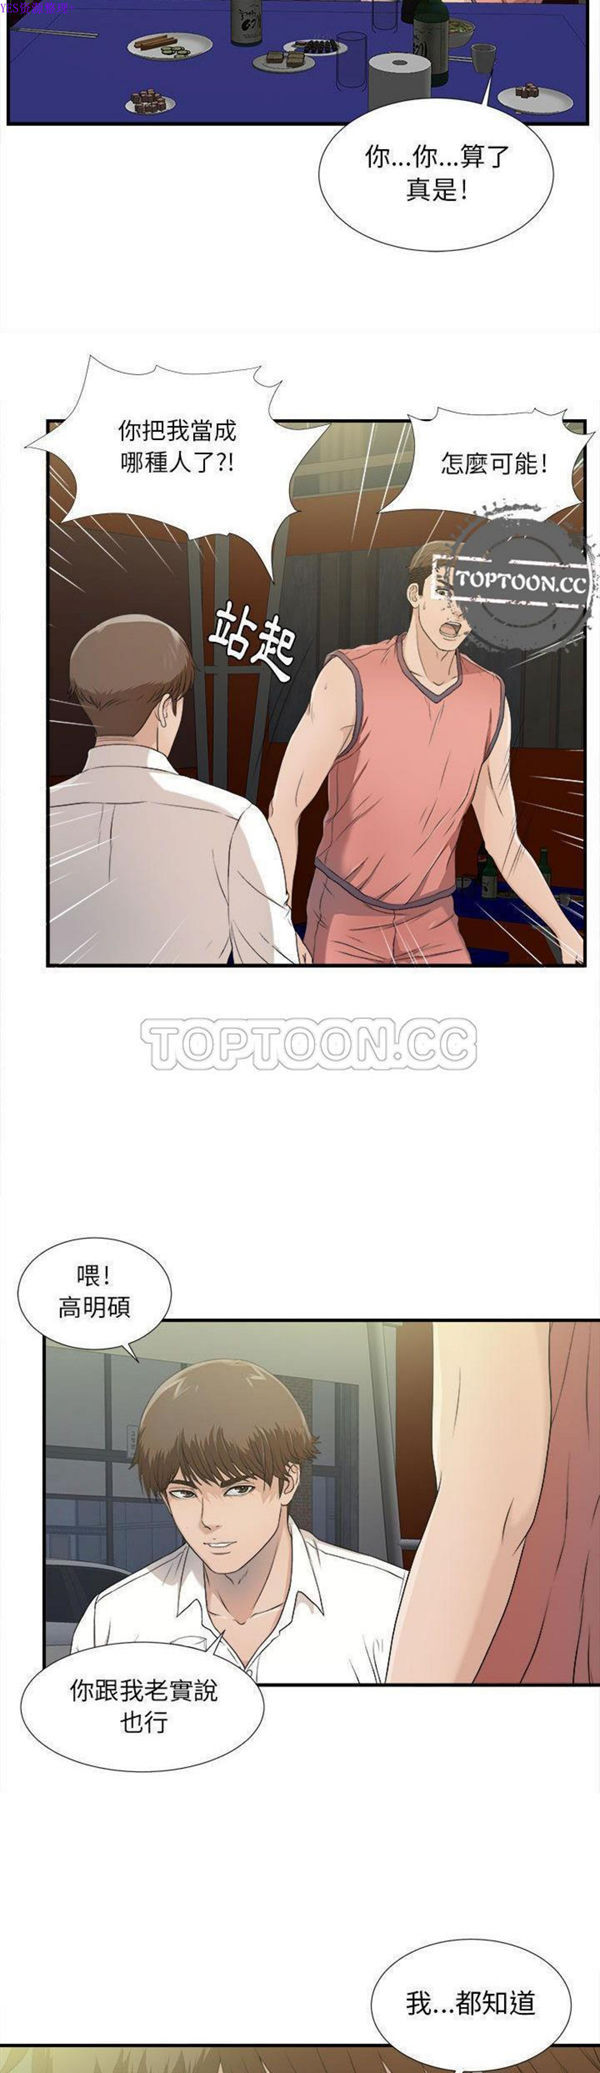 你...你...算了
真是!
你把我當成
哪種人了?!
怎麼可能!
TOPTOON.CC
站起
TOPTOON.CC
喂!
高明碩
你跟我老實說
也行
我...都知道